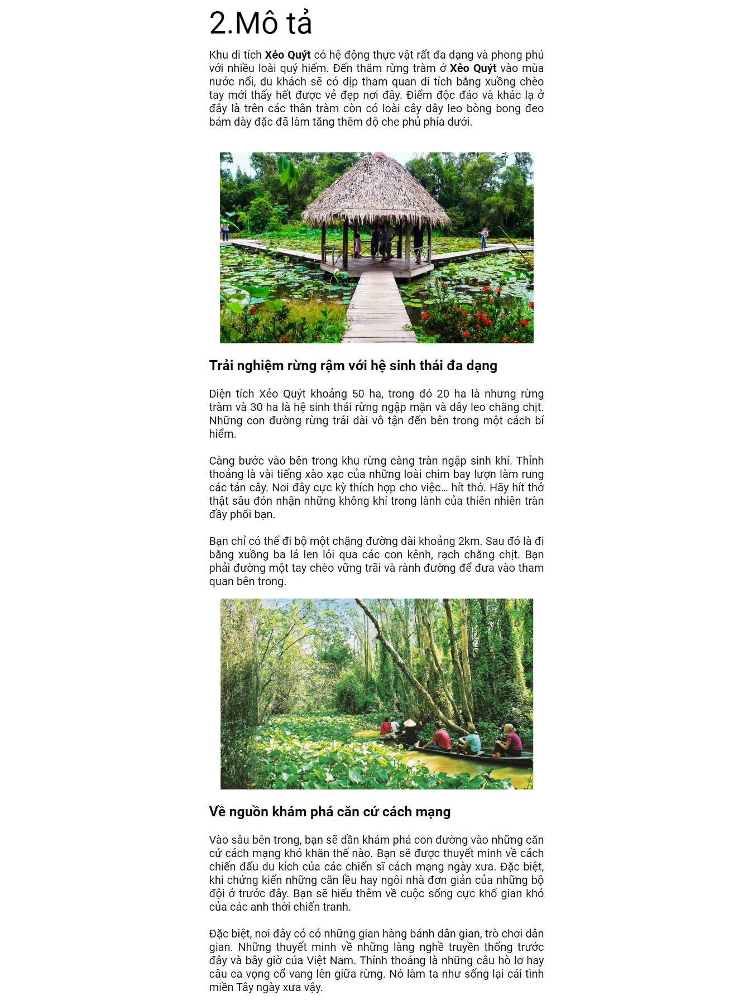 2.Mô tả
Khu di tích Xẻo Quýt có hệ động thực vật rất đa dạng và phong phú
với nhiều loài quý hiếm. Đến thăm rừng tràm ở Xẻo Quýt vào mùa
nước nổi, du khách sẽ có dịp tham quan di tích bằng xuồng chèo
tay mới thấy hết được vẻ đẹp nơi đây. Điểm độc đáo và khác lạ ở
đây là trên các thân tràm còn có loài cây dây leo bòng bong đeo
bám dày đặc đã làm tăng thêm độ che phủ phía dưới.
Trải nghiệm rừng rậm với hệ sinh thái đa dạng
Diện tích Xẻo Quýt khoảng 50 ha, trong đó 20 ha là nhưng rừng
tràm và 30 ha là hệ sinh thái rừng ngập mặn và dây leo chằng chịt.
Những con đường rừng trải dài vô tận đến bên trong một cách bí
hiểm.
Càng bước vào bên trong khu rừng càng tràn ngập sinh khí. Thỉnh
thoảng là vài tiếng xào xạc của những loài chim bay lượn làm rung
các tán cây. Nơi đây cực kỳ thích hợp cho việc… hít thở. Hãy hít thở
thật sâu đón nhận những không khí trong lành của thiên nhiên tràn
đầy phổi bạn.
Bạn chỉ có thể đi bộ một chặng đường dài khoảng 2km. Sau đó là đi
bằng xuồng ba lá len lỏi qua các con kênh, rạch chằng chịt. Bạn
phải đường một tay chèo vững trãi và rành đường để đưa vào tham
quan bên trong.
Về nguồn khám phá căn cứ cách mạng
Vào sâu bên trong, bạn sẽ dần khám phá con đường vào những căn
cứ cách mạng khó khăn thế nào. Bạn sẽ được thuyết minh về cách
chiến đấu du kích của các chiến sĩ cách mạng ngày xưa. Đặc biệt,
khi chứng kiến những căn lều hay ngôi nhà đơn giản của những bộ
đội ở trước đây. Bạn sẽ hiểu thêm về cuộc sống cực khổ gian khó
của các anh thời chiến tranh.
Đặc biệt, nơi đây có có những gian hàng bánh dân gian, trò chơi dân
gian. Những thuyết minh về những làng nghề truyền thống trước
đây và bây giờ của Việt Nam. Thỉnh thoảng là những câu hò lơ hay
câu ca vọng cổ vang lên giữa rừng. Nó làm ta như sống lại cái tình
miền Tây ngày xưa vậy.